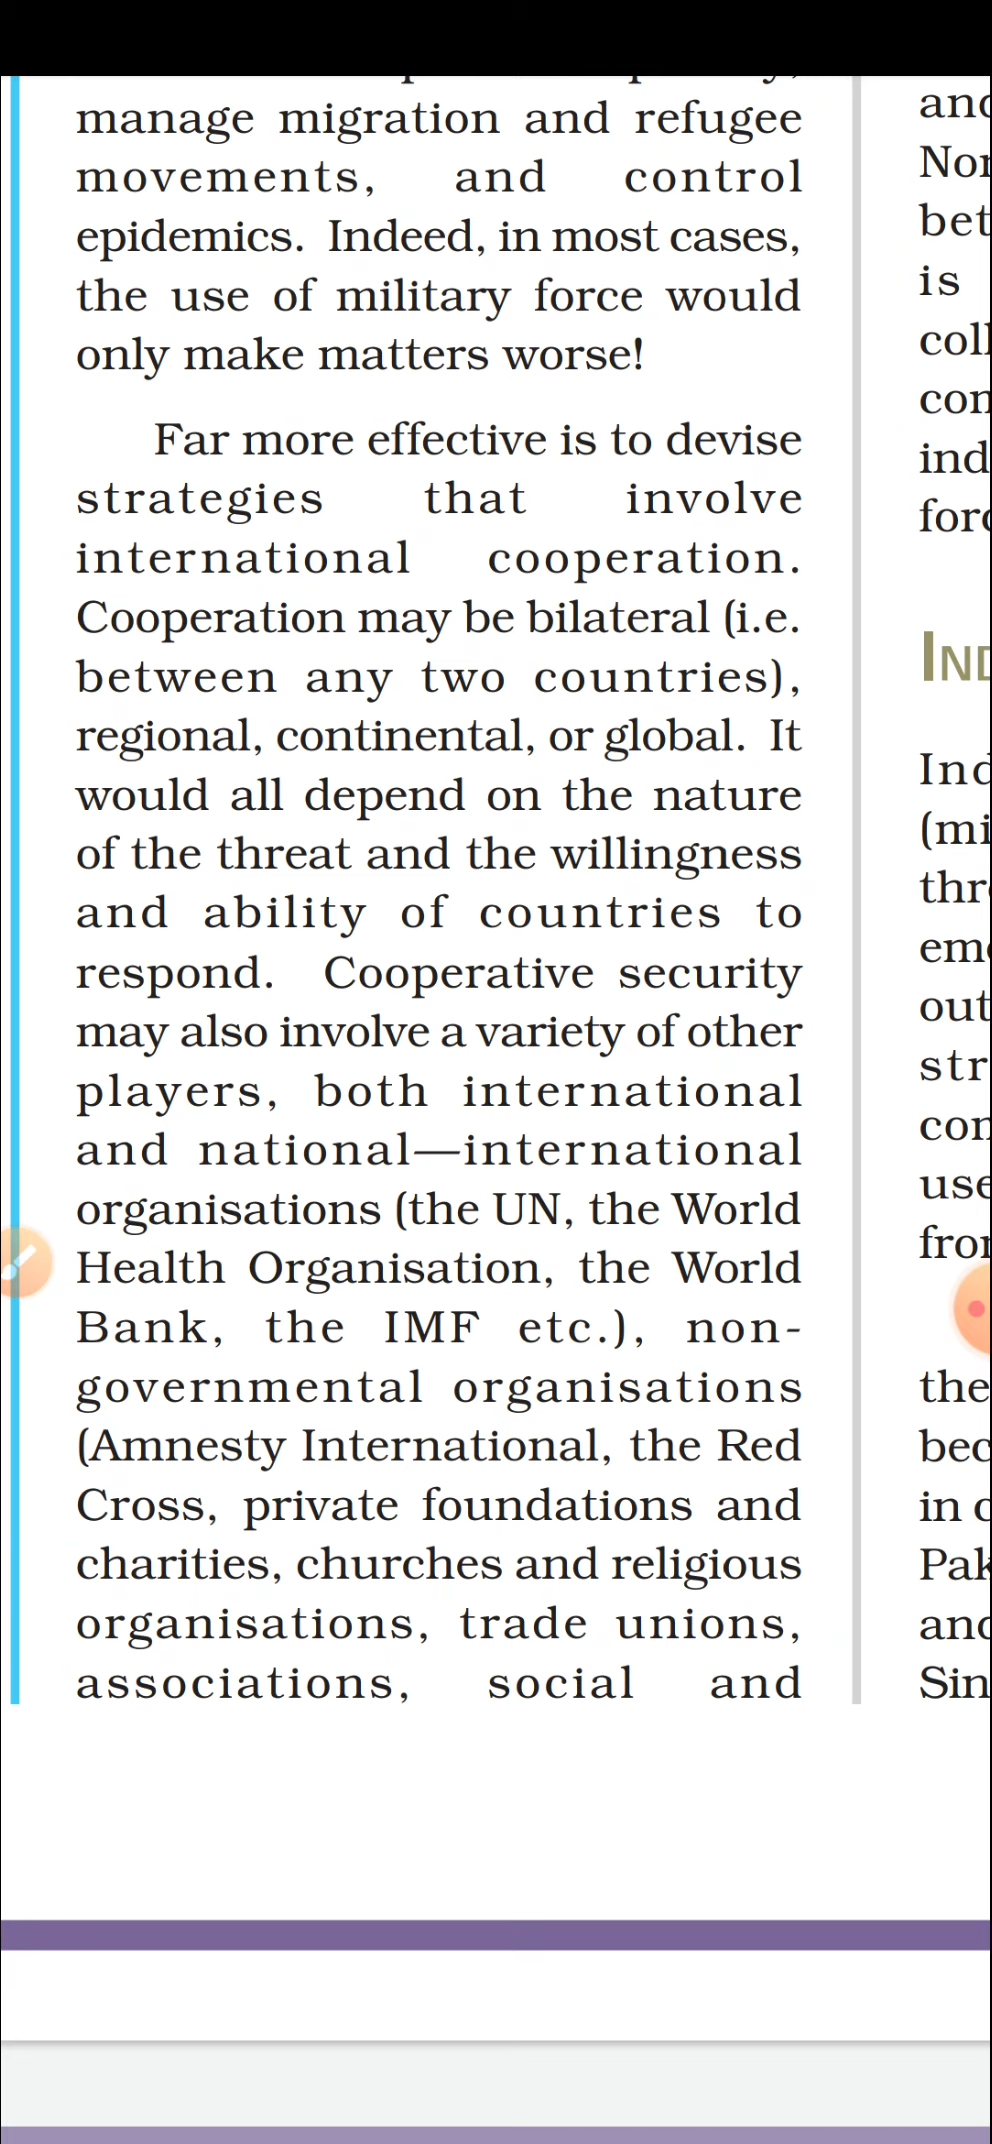 manage migration and refugee
movements, and control
epidemics. Indeed, in most cases,
the use of military force would
only make matters worse!
Far more effective is to devise
strategies that involve
international cooperation.
Cooperation may be bilateral (i.e.
between any two countries),
regional, continental, or global. It
would all depend on the nature
of the threat and the willingness
and ability of countries to
respond. Cooperative security
may also involve a variety of other
players, both international
and national—international
organisations (the UN, the World
Health Organisation, the World
Bank, the IMF etc.), non-
governmental organisations
(Amnesty International, the Red
Cross, private foundations and
charities, churches and religious
organisations, trade unions,
associations, social and
is